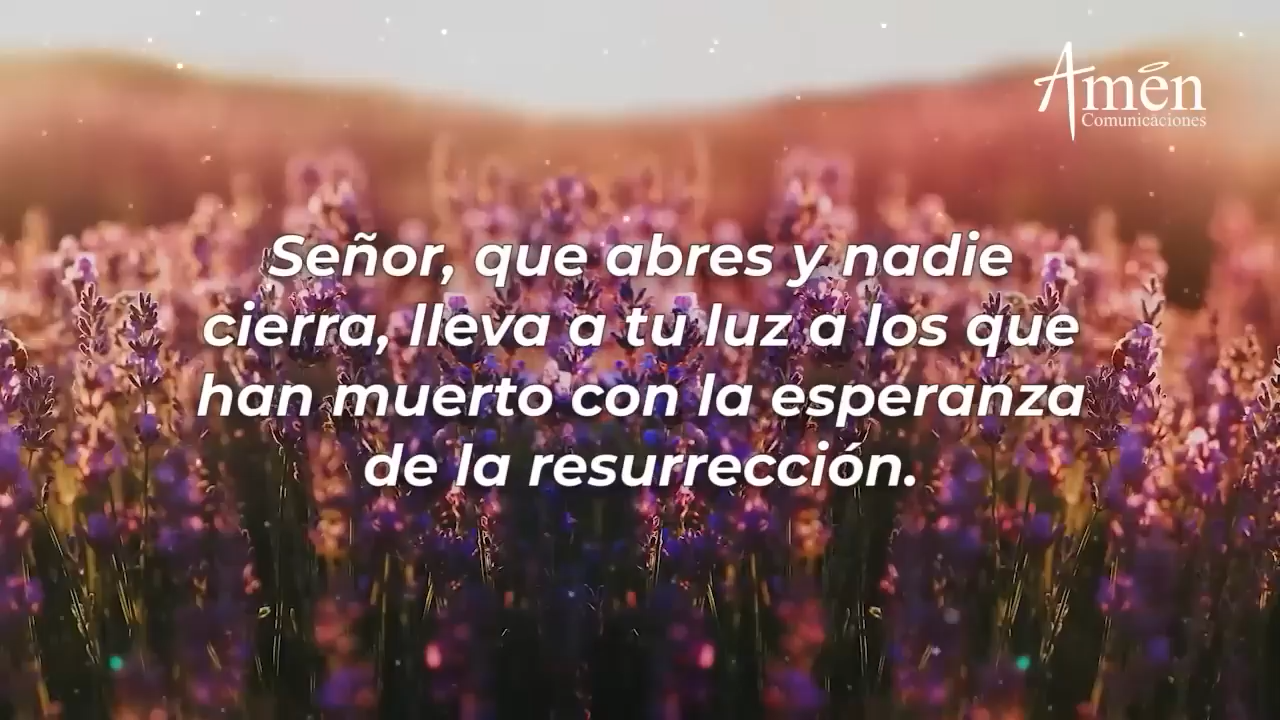 Amén
Comunicaciones
Señor, que abres y nadie
cierra, lleva a tu luz a los que
han muerto con la esperanza
de la resurrección.